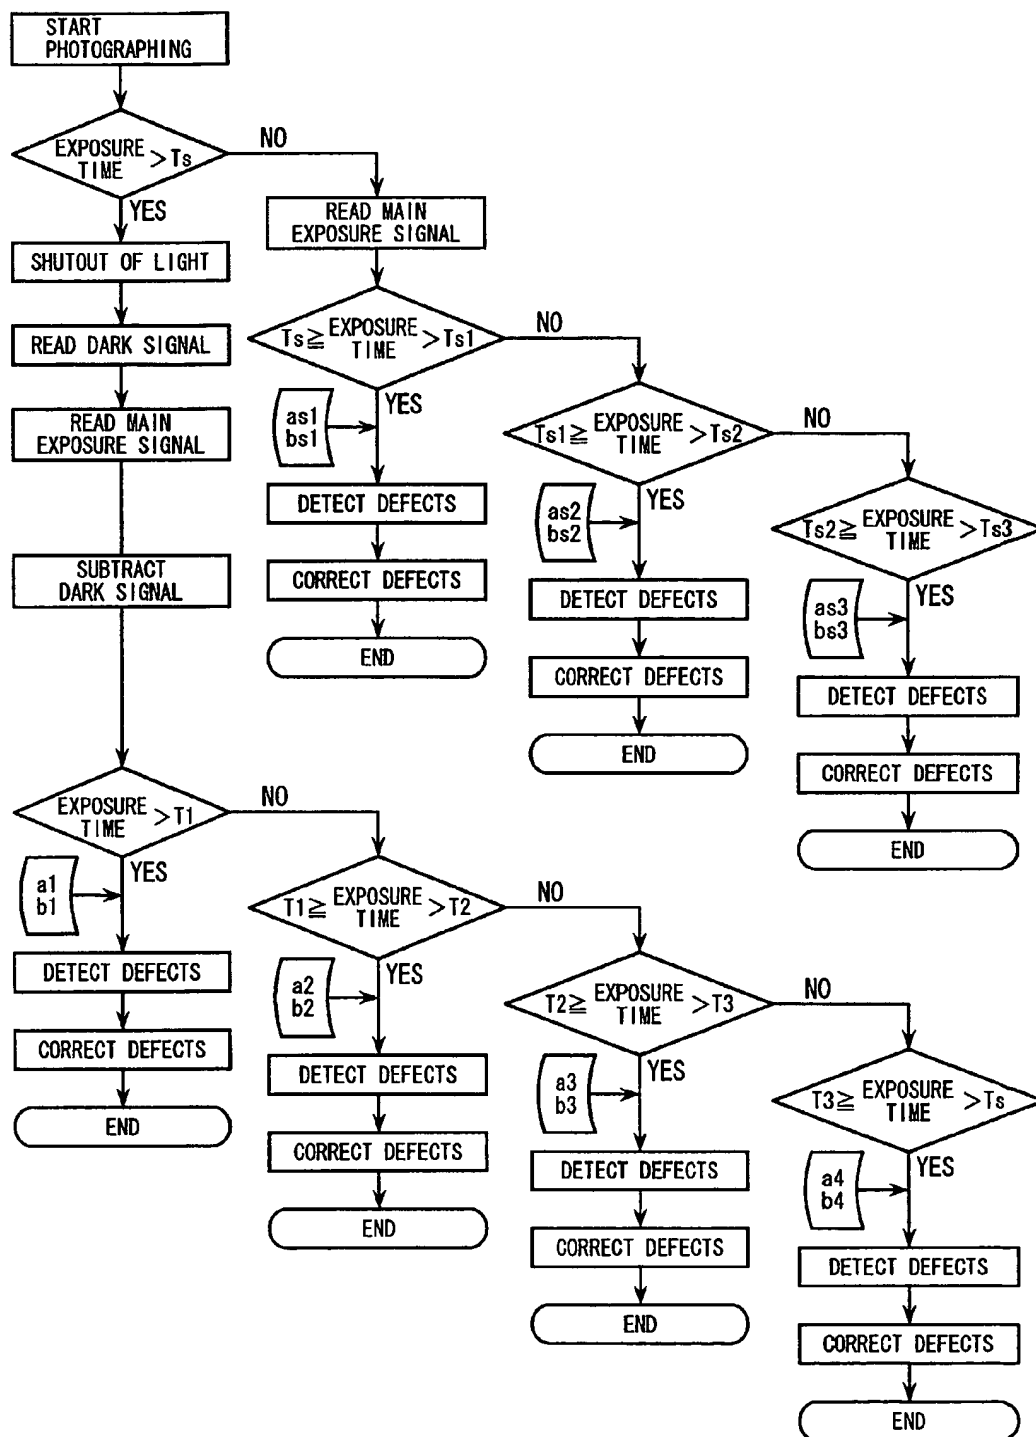 START
PHOTOGRAPHING
EXPOSURE
TIME
>Ts
NO
YES
SHUTOUT OF LIGHT
READ DARK SIGNAL
READ MAIN
EXPOSURE SIGNAL
SUBTRACT
DARK SIGNAL
READ MAIN
EXPOSURE SIGNAL
Ts≧ EXPOSURE >Ts1
TIME
NO
YES
as1
bs1
DETECT DEFECTS
CORRECT DEFECTS
END
Ts1≧ EXPOSURE >Ts2
TIME
NO
YES
as2
bs2
DETECT DEFECTS
CORRECT DEFECTS
END
Ts2≧ EXPOSURE >Ts3
TIME
YES
as3
bs3
DETECT DEFECTS
CORRECT DEFECTS
END
EXPOSURE
TIME
>T1
NO
YES
a1
b1
DETECT DEFECTS
CORRECT DEFECTS
END
T1≧ EXPOSURE >T2
TIME
NO
YES
a2
b2
DETECT DEFECTS
CORRECT DEFECTS
END
T2≧ EXPOSURE >T3
TIME
NO
YES
a3
b3
DETECT DEFECTS
CORRECT DEFECTS
END
T3≧ EXPOSURE >Ts
TIME
YES
a4
b4
DETECT DEFECTS
CORRECT DEFECTS
END